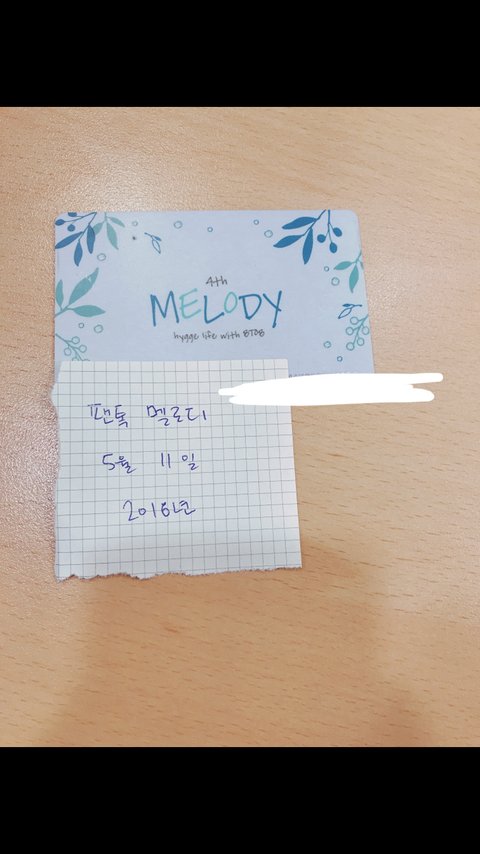 4th
MELODY
hygge life with BTOB
팬톡 멜로디
5월 11일
2018년